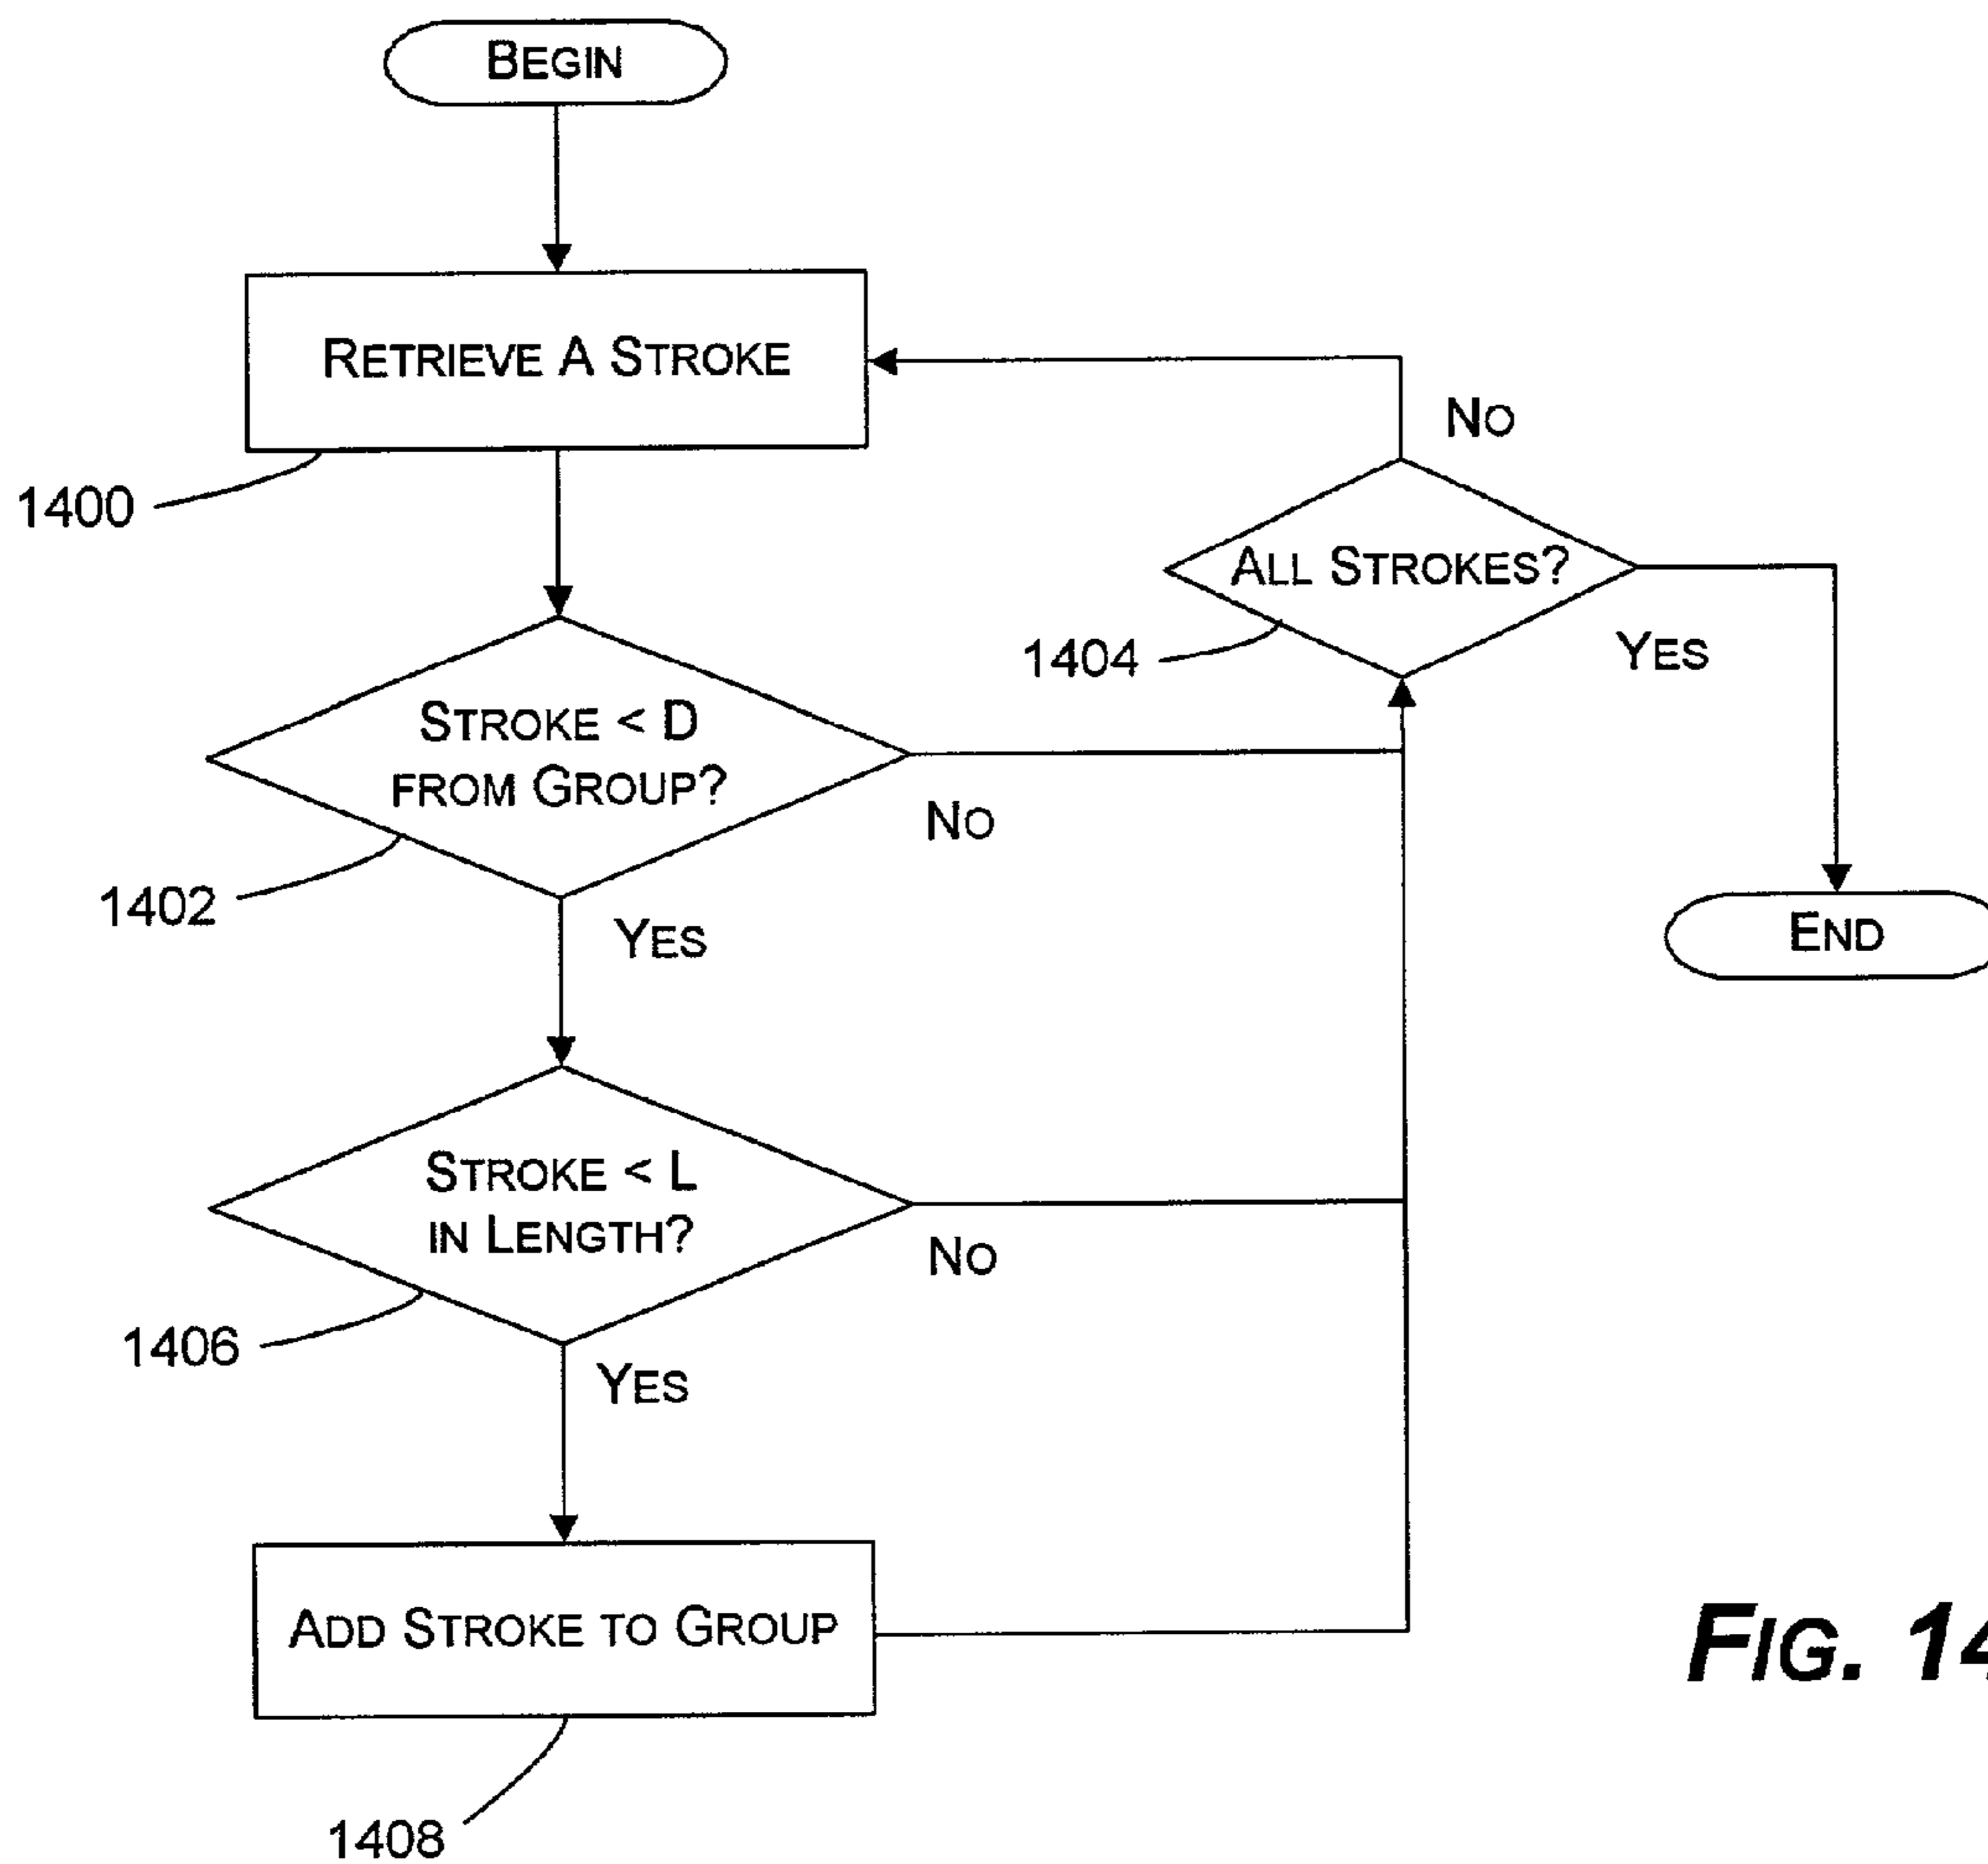 BEGIN
RETRIEVE A STROKE
1400
NO
ALL STROKES?
1404
YES
STROKE < D
FROM GROUP?
NO
1402
YES
END
STROKE < L
IN LENGTH?
NO
1406
YES
ADD STROKE TO GROUP
1408
FIG. 14